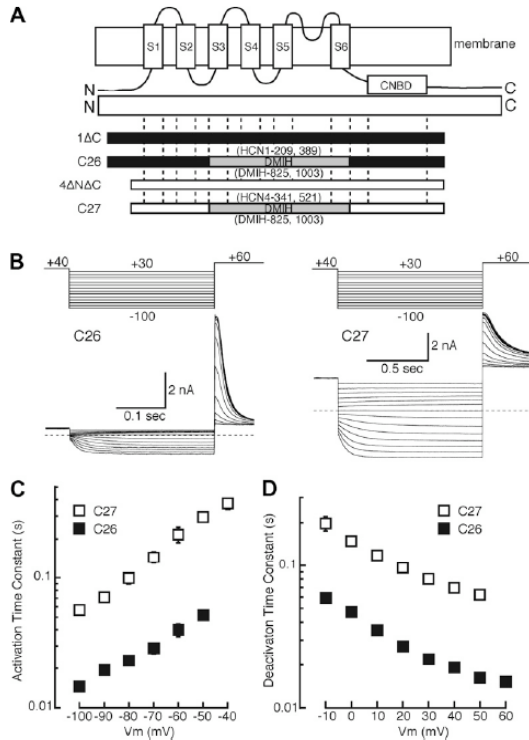 A
S1 S2 S3 S4 S5 S6
membrane
N CNBD C
N C
1ΔC
(HCN1-209, 389)
C26 DMIH
(DMIH-825, 1003)
4ΔNΔC
(HCN4-341, 521)
C27 DMIH
(DMIH-825, 1003)
B
+40 +30 +60
-100
C26
2 nA
0.1 sec
+40 +30 +60
-100
C27
2 nA
0.5 sec
C
C27
C26
Activation Time Constant (s)
0.1
0.01
-100 -90 -80 -70 -60 -50 -40
Vm (mV)
D
C27
C26
Deactivaton Time Constant (s)
0.1
0.01
-10 0 10 20 30 40 50 60
Vm (mV)